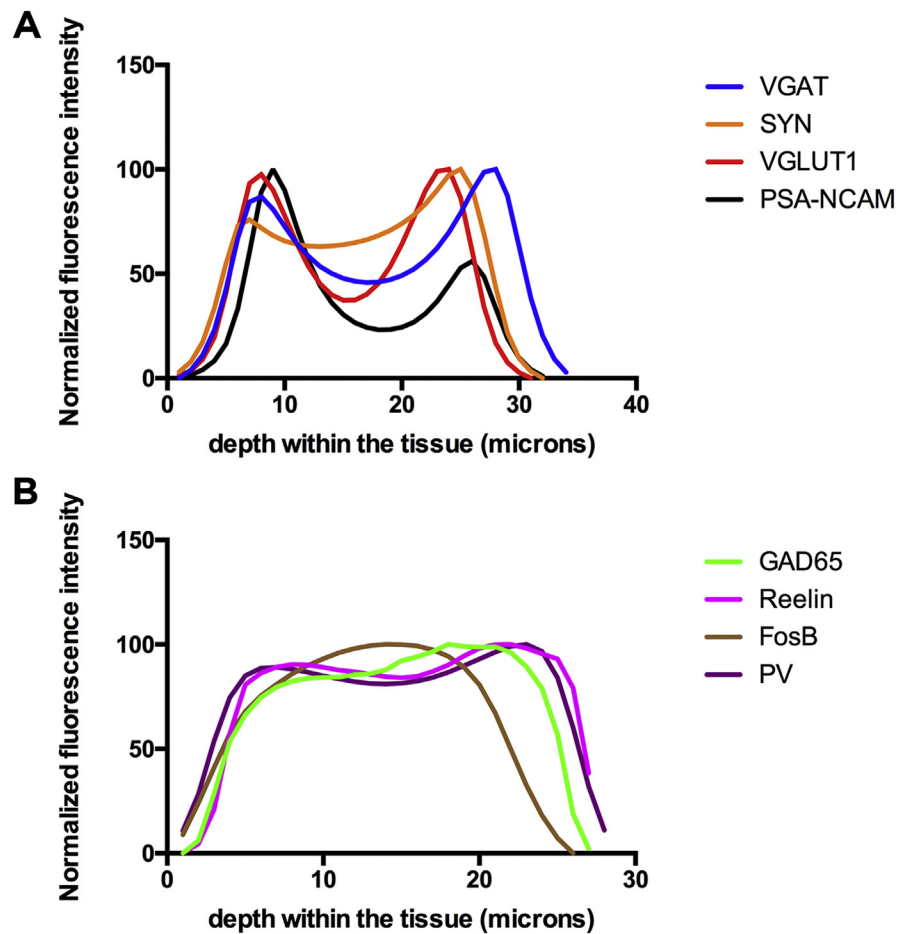 A
Normalized fluorescence intensity
150
100
50
0
0 10 20 30 40
depth within the tissue (microns)
VGAT
SYN
VGLUT1
PSA-NCAM
B
Normalized fluorescence intensity
150
100
50
0
0 10 20 30
depth within the tissue (microns)
GAD65
Reelin
FosB
PV